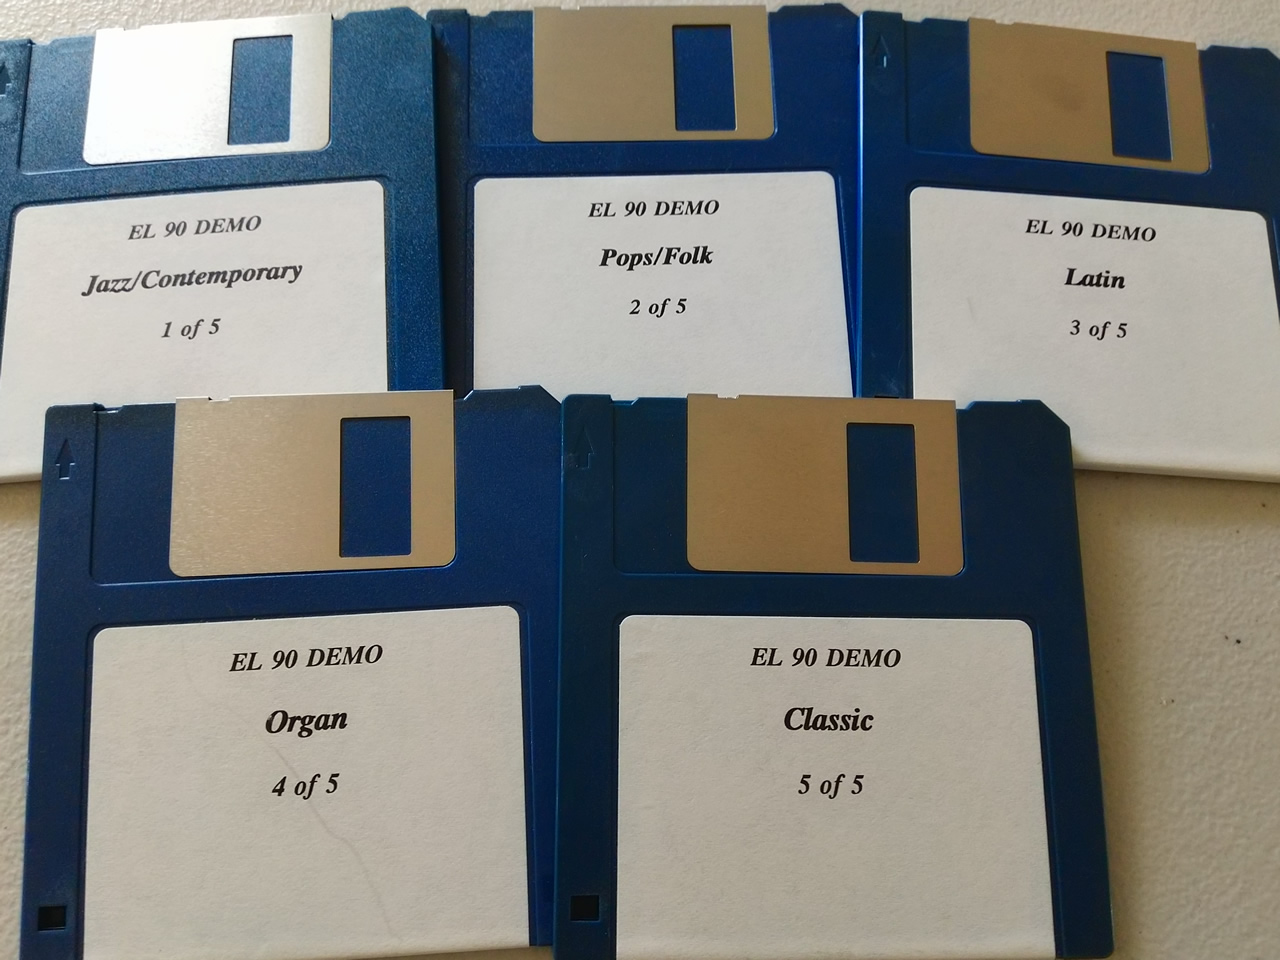 EL 90 DEMO
Jazz/Contemporary
1 of 5
EL 90 DEMO
Pops/Folk
2 of 5
EL 90 DEMO
Latin
3 of 5
EL 90 DEMO
Organ
4 of 5
EL 90 DEMO
Classic
5 of 5